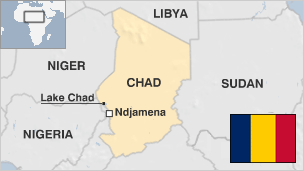 LIBYA
NIGER
CHAD
SUDAN
Lake Chad
Ndjamena
NIGERIA